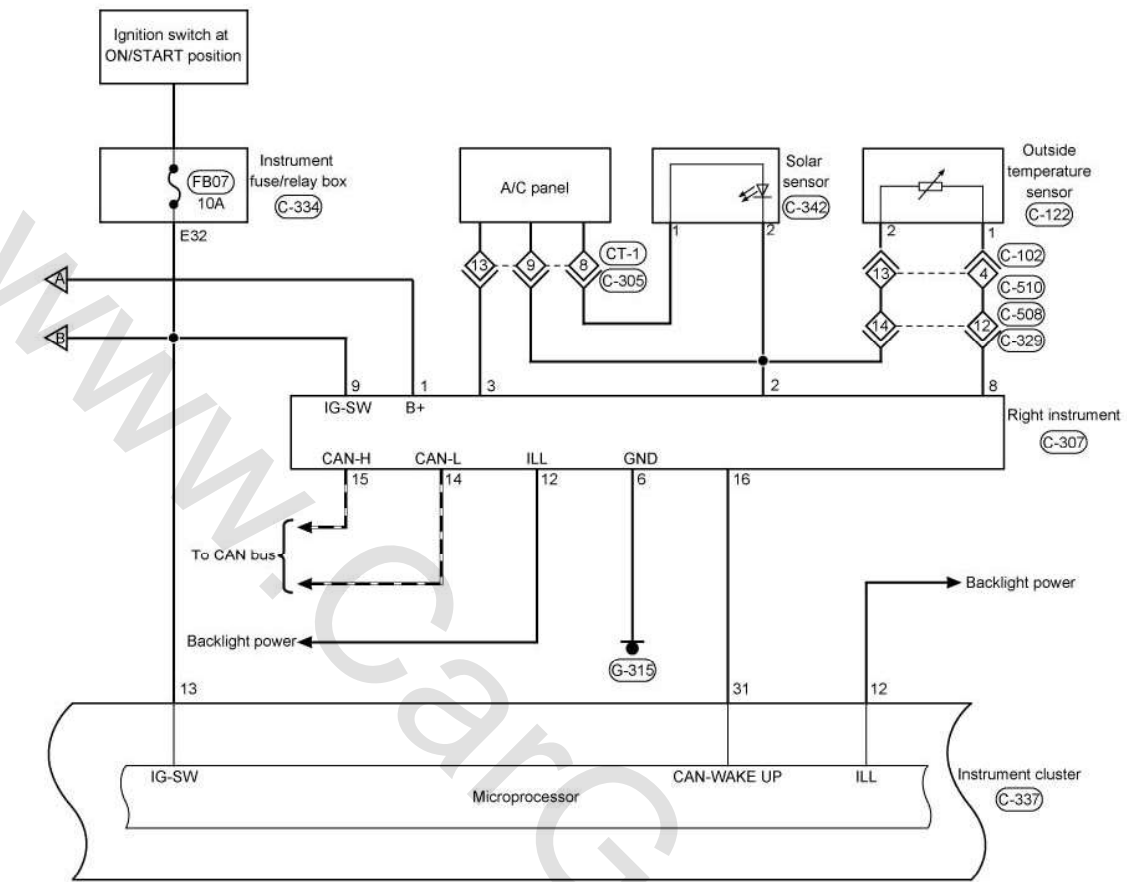 Ignition switch at
ON/START position
Instrument
fuse/relay box
C-334
FB07
10A
E32
A/C panel
Solar
sensor
C-342
Outside
temperature
sensor
C-122
1
2
2
1
13
9
8
CT-1
C-305
13
4
C-102
C-510
14
12
C-508
C-329
A
B
9
1
3
2
8
IG-SW
B+
Right instrument
C-307
CAN-H
CAN-L
ILL
GND
15
14
12
6
16
To CAN bus
Backlight power
Backlight power
G-315
13
31
12
IG-SW
CAN-WAKE UP
ILL
Microprocessor
Instrument cluster
C-337
www.CarG